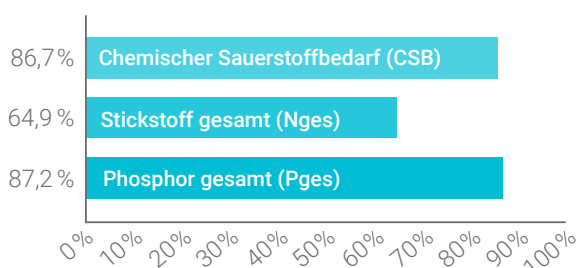 86,7 % Chemischer Sauerstoffbedarf (CSB)
64,9 % Stickstoff gesamt (Nges)
87,2 % Phosphor gesamt (Pges)
0% 10% 20% 30% 40% 50% 60% 70% 80% 90% 100%